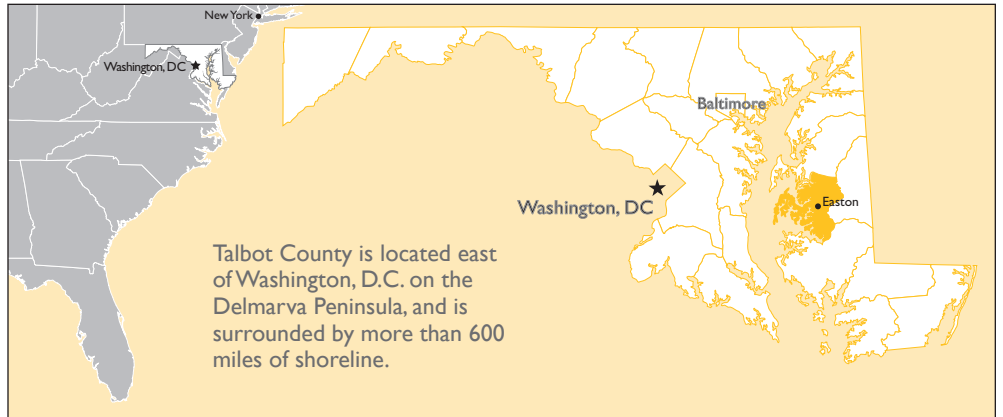 New York
Washington, DC
Baltimore
Washington, DC
Easton
Talbot County is located east
of Washington, D.C. on the
Delmarva Peninsula, and is
surrounded by more than 600
miles of shoreline.